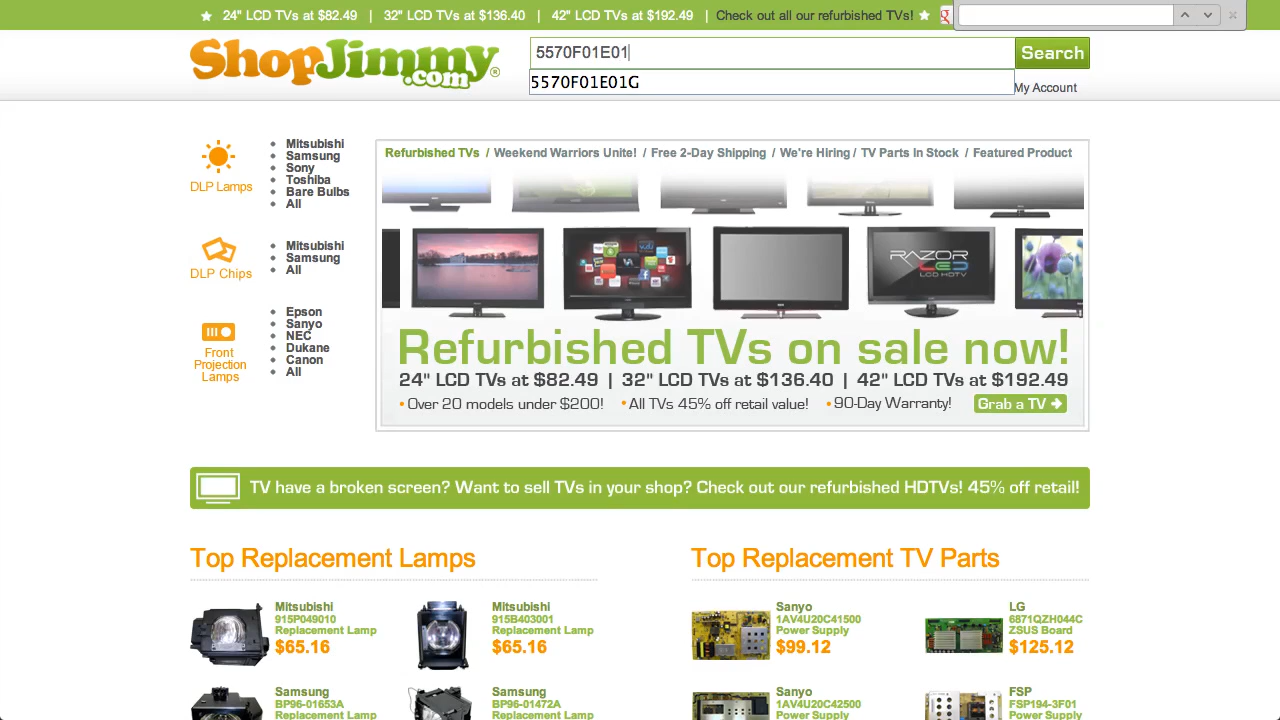 24" LCD TVs at $82.49 | 32" LCD TVs at $136.40 | 42" LCD TVs at $192.49 | Check out all our refurbished TVs!
ShopJimmy.com®
5570F01E01
Search
5570F01E01G
My Account
DLP Lamps
Mitsubishi
Samsung
Sony
Toshiba
Bare Bulbs
All
DLP Chips
Mitsubishi
Samsung
All
Front
Projection
Lamps
Epson
Sanyo
NEC
Dukane
Canon
All
Refurbished TVs / Weekend Warriors Unite! / Free 2-Day Shipping / We're Hiring / TV Parts In Stock / Featured Product
RAZOR
LED
LCD HDTV
Refurbished TVs on sale now!
24" LCD TVs at $82.49 | 32" LCD TVs at $136.40 | 42" LCD TVs at $192.49
• Over 20 models under $200! • All TVs 45% off retail value! • 90-Day Warranty! Grab a TV
TV have a broken screen? Want to sell TVs in your shop? Check out our refurbished HDTVs! 45% off retail!
Top Replacement Lamps
Mitsubishi
915P049010
Replacement Lamp
$65.16
Mitsubishi
915B403001
Replacement Lamp
$65.16
Samsung
BP96-01653A
Replacement Lamp
Samsung
BP96-01472A
Replacement Lamp
Top Replacement TV Parts
Sanyo
1AV4U20C41500
Power Supply
$99.12
LG
6871QZH044C
ZSUS Board
$125.12
Sanyo
1AV4U20C42500
Power Supply
FSP
FSP194-3F01
Power Supply